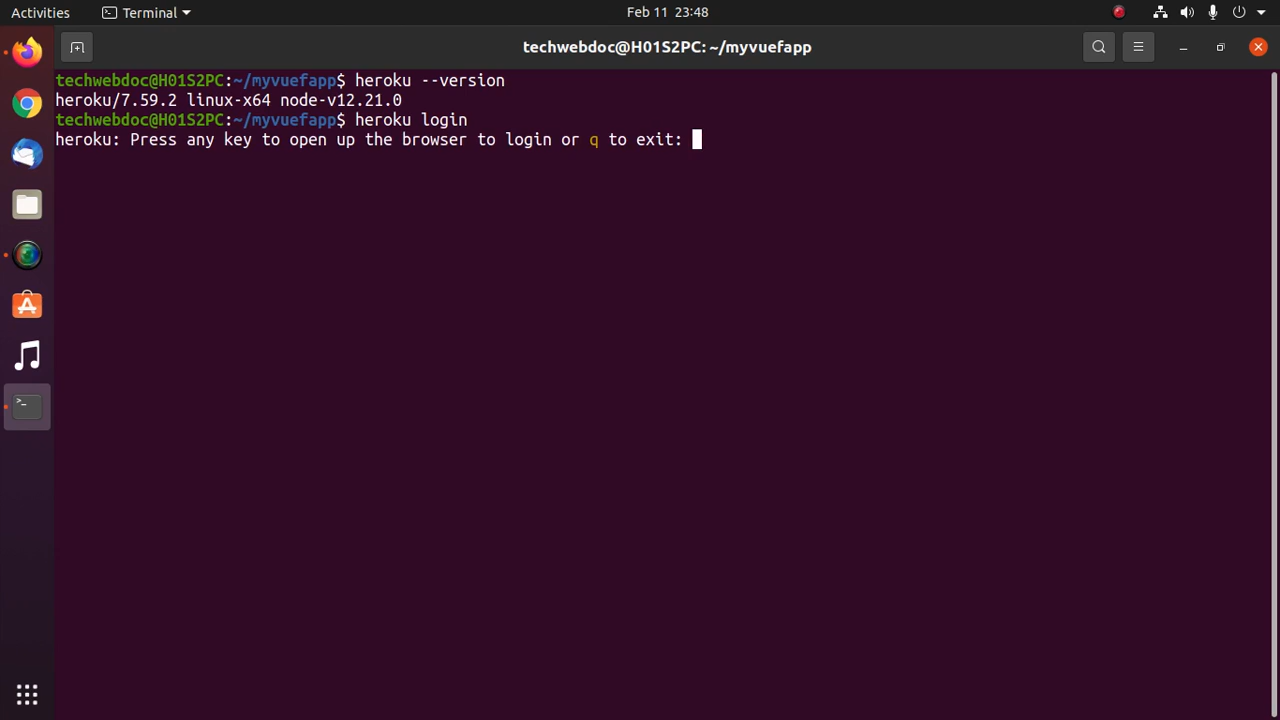 Activities
Terminal
Feb 11 23:48
techwebdoc@H01S2PC: ~/myvuefapp
techwebdoc@H01S2PC:~/myvuefapp$ heroku --version
heroku/7.59.2 linux-x64 node-v12.21.0
techwebdoc@H01S2PC:~/myvuefapp$ heroku login
heroku: Press any key to open up the browser to login or q to exit: